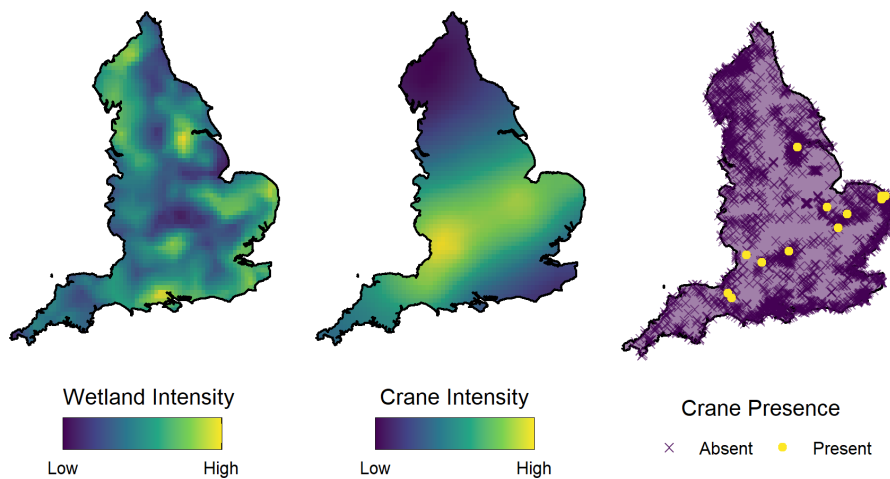 Wetland Intensity
Low High
Crane Intensity
Low High
Crane Presence
Absent Present